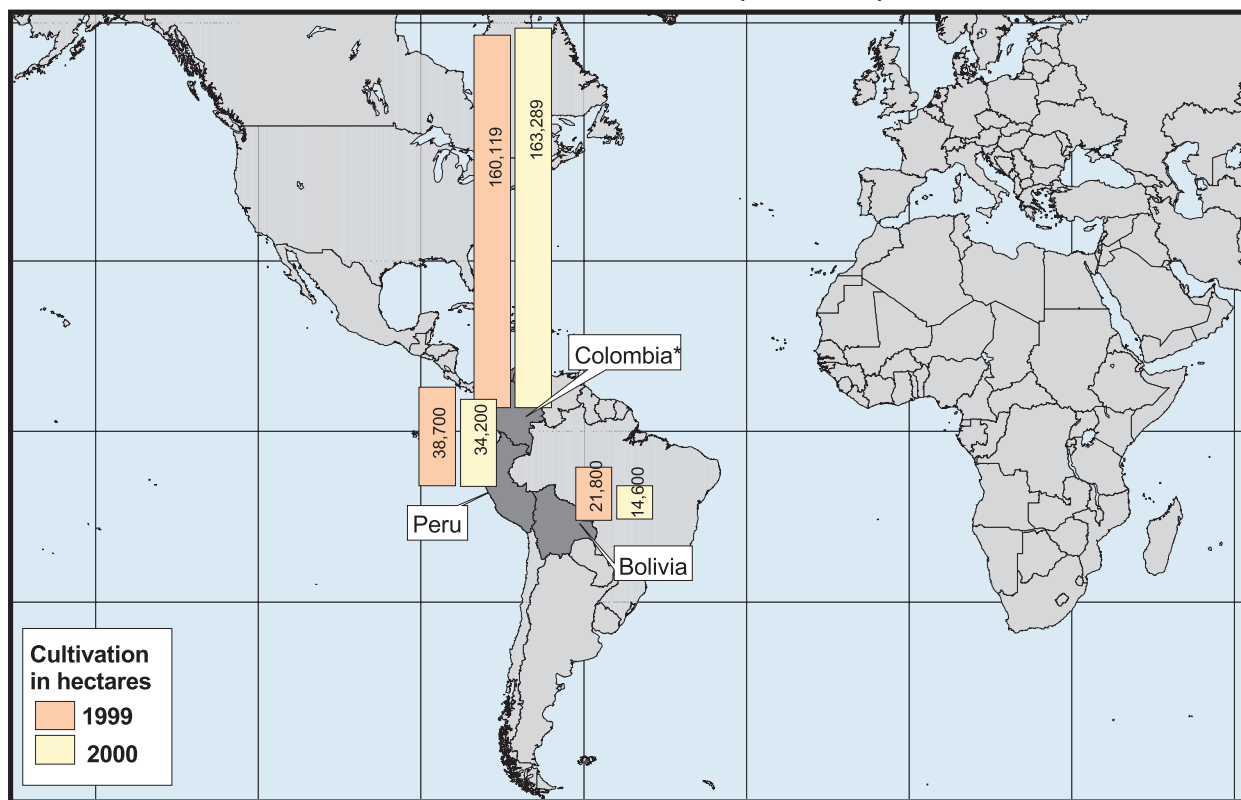 160,119
163,289
Colombia*
38,700
34,200
21,800
14,600
Peru
Bolivia
Cultivation
in hectares
1999
2000